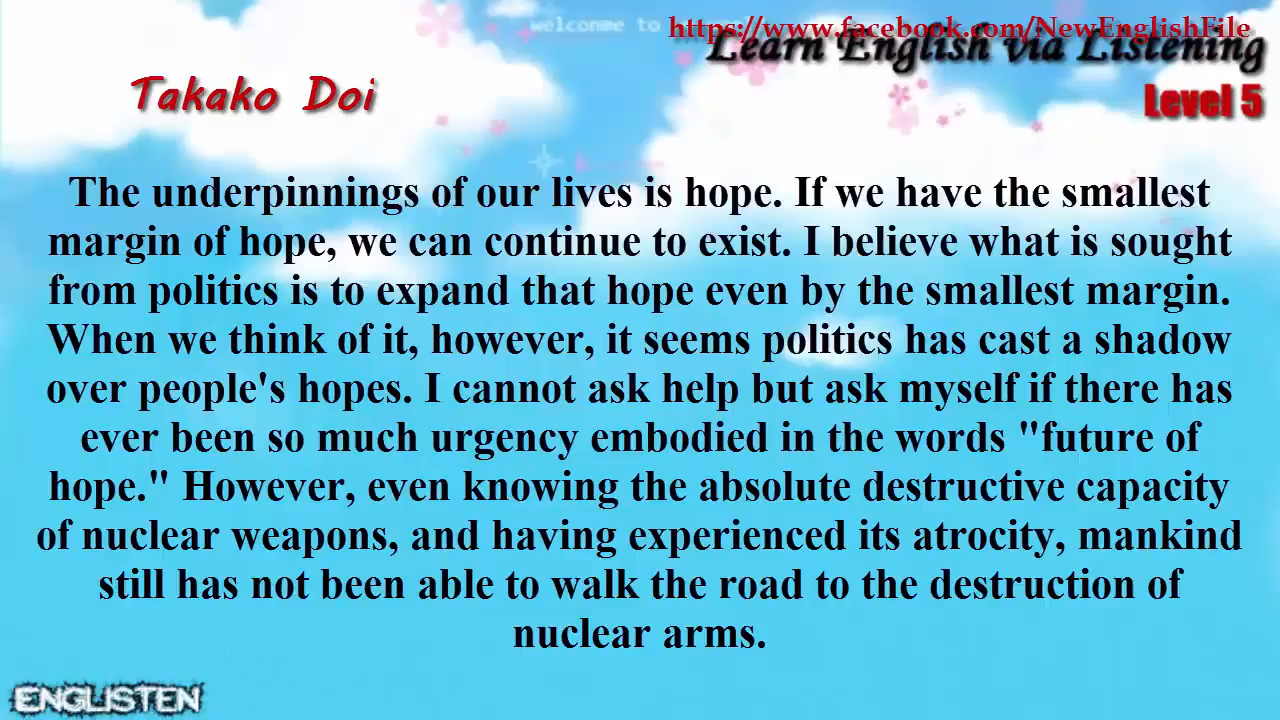 welconme to
https://www.facebook.com/NewEnglishFile
Learn English via Listening
Takako Doi
Level 5
The underpinnings of our lives is hope. If we have the smallest
margin of hope, we can continue to exist. I believe what is sought
from politics is to expand that hope even by the smallest margin.
When we think of it, however, it seems politics has cast a shadow
over people's hopes. I cannot ask help but ask myself if there has
ever been so much urgency embodied in the words "future of
hope." However, even knowing the absolute destructive capacity
of nuclear weapons, and having experienced its atrocity, mankind
still has not been able to walk the road to the destruction of
nuclear arms.
ENGLISTEN